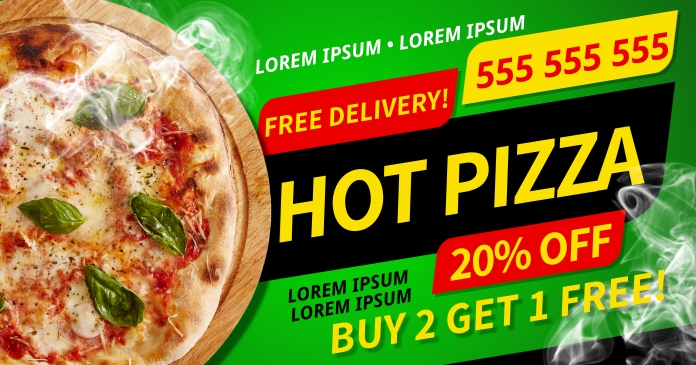 LOREM IPSUM • LOREM IPSUM
555 555 555
FREE DELIVERY!
HOT PIZZA
20% OFF
LOREM IPSUM
LOREM IPSUM
BUY 2 GET 1 FREE!